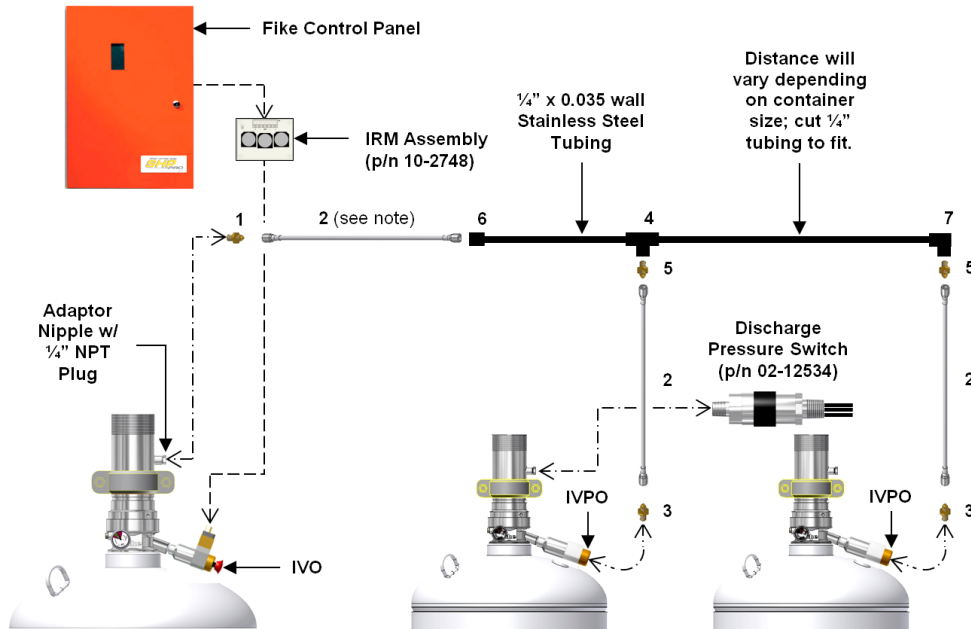 Fike Control Panel
IRM Assembly
(p/n 10-2748)
¼” x 0.035 wall
Stainless Steel
Tubing
Distance will
vary depending
on container
size; cut ¼”
tubing to fit.
1
2 (see note)
6
4
7
5
5
Adaptor
Nipple w/
¼” NPT
Plug
Discharge
Pressure Switch
(p/n 02-12534)
2
2
IVPO
3
IVPO
3
IVO